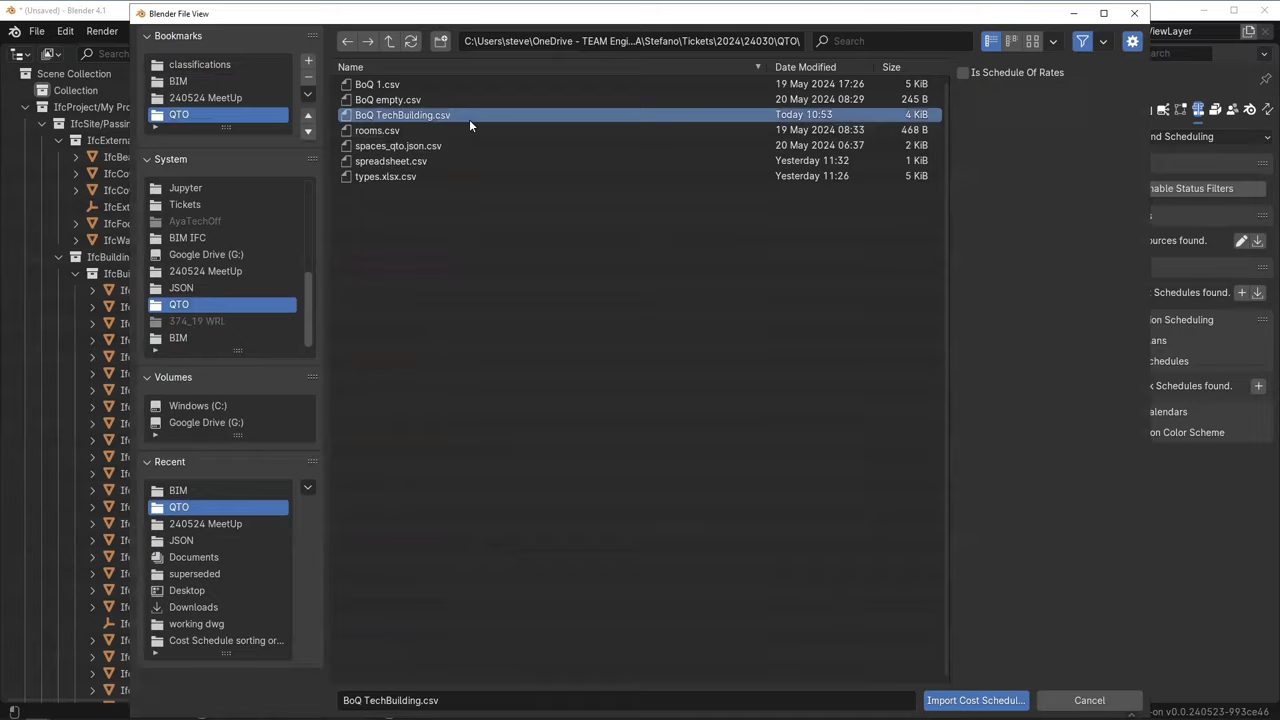 * (Unsaved) - Blender 4.1
Blender File View
File Edit Render
ViewLayer
Bookmarks
C:\Users\steve\OneDrive - TEAM Engi...A\Stefano\Tickets\2024\24030\QTO\
Search
Search
Name Date Modified Size
Scene Collection
Collection
IfcProject/My Pro
IfcSite/Passin
IfcExterna
IfcBea
IfcCo
IfcCo
IfcExt
IfcFoo
IfcWa
IfcBuildin
IfcBui
classifications
BIM
240524 MeetUp
QTO
System
Jupyter
Tickets
AyaTechOff
BIM IFC
Google Drive (G:)
240524 MeetUp
JSON
QTO
374_19 WRL
BIM
Volumes
Windows (C:)
Google Drive (G:)
Recent
BIM
QTO
240524 MeetUp
JSON
Documents
superseded
Desktop
Downloads
working dwg
Cost Schedule sorting or...
BoQ 1.csv 19 May 2024 17:26 5 KiB
BoQ empty.csv 20 May 2024 08:29 245 B
BoQ TechBuilding.csv Today 10:53 4 KiB
rooms.csv 19 May 2024 08:33 468 B
spaces_qto.json.csv 20 May 2024 06:37 2 KiB
spreadsheet.csv Yesterday 11:32 1 KiB
types.xlsx.csv Yesterday 11:26 5 KiB
Is Schedule Of Rates
nd Scheduling
nable Status Filters
s
ources found.
k Schedules found.
ion Scheduling
ans
hedules
k Schedules found.
alendars
on Color Scheme
BoQ TechBuilding.csv
Import Cost Schedul...
Cancel
-on v0.0.240523-993ce46